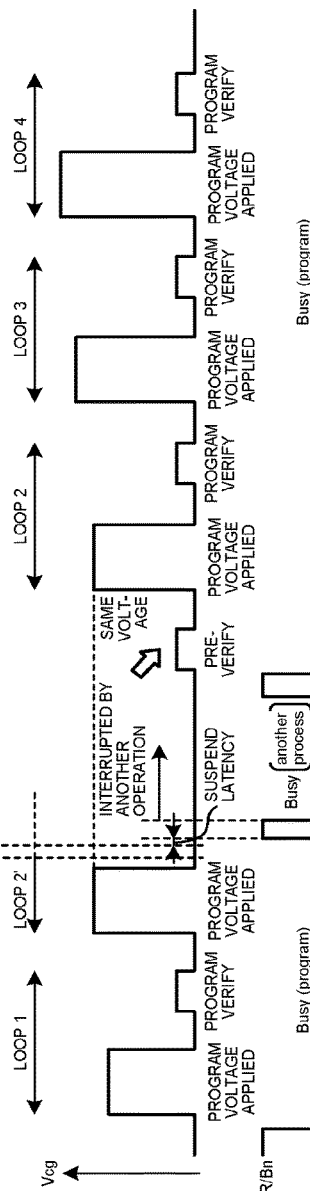 Vcg
LOOP 1
LOOP 2'
LOOP 2
LOOP 3
LOOP 4
INTERRUPTED BY
ANOTHER
OPERATION
SAME
VOLT-
AGE
SUSPEND
LATENCY
PROGRAM
VOLTAGE
APPLIED
PROGRAM
VERIFY
PROGRAM
VOLTAGE
APPLIED
PRE-
VERIFY
PROGRAM
VOLTAGE
APPLIED
PROGRAM
VERIFY
PROGRAM
VOLTAGE
APPLIED
PROGRAM
VERIFY
PROGRAM
VOLTAGE
APPLIED
PROGRAM
VERIFY
R/Bn
Busy (program)
Busy (another
process)
Busy (program)